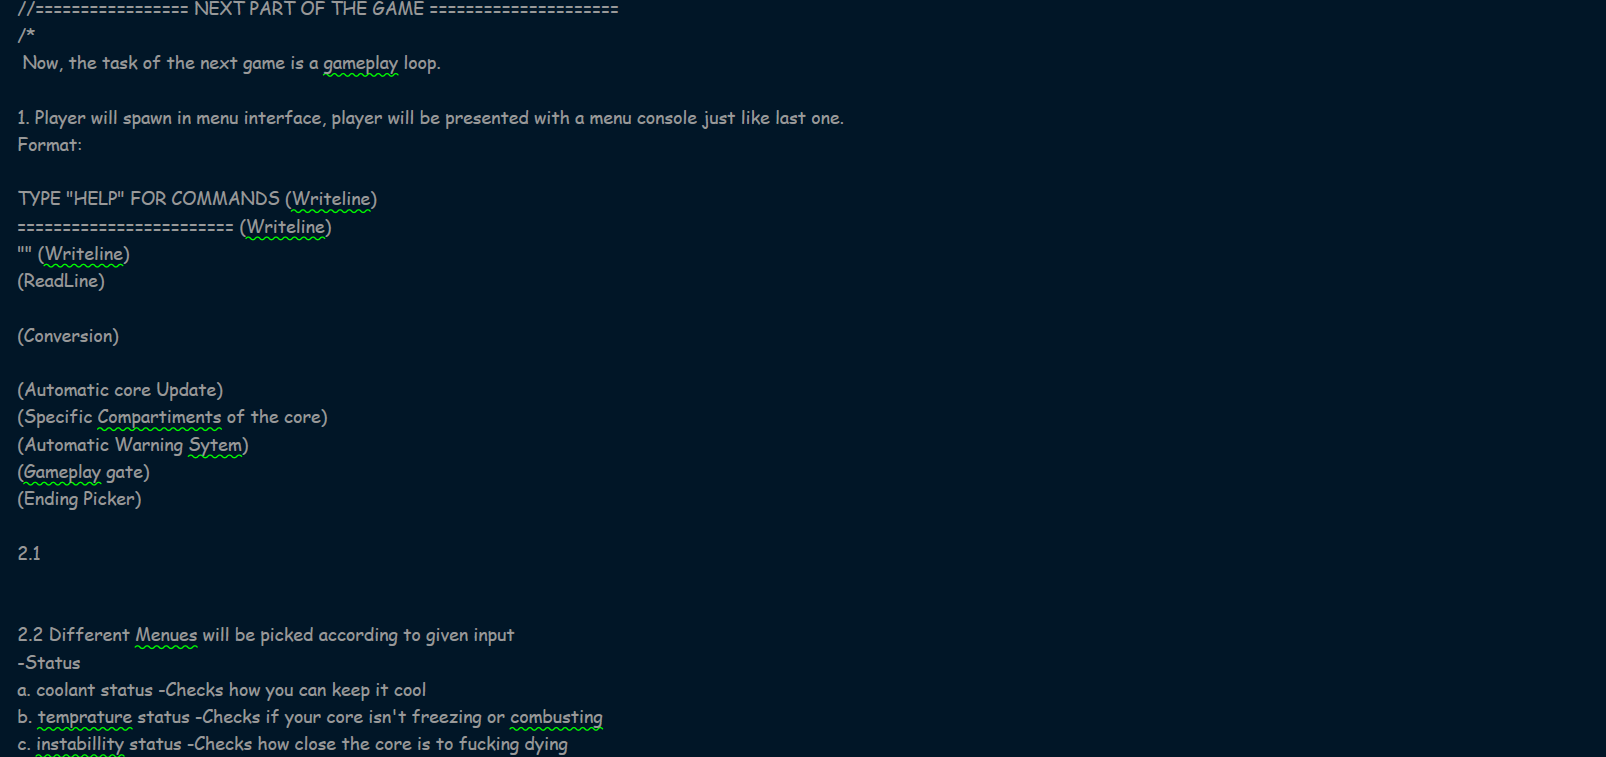 //================= NEXT PART OF THE GAME =====================
/*
Now, the task of the next game is a gameplay loop.
1. Player will spawn in menu interface, player will be presented with a menu console just like last one.
Format:
TYPE "HELP" FOR COMMANDS (Writeline)
======================== (Writeline)
"" (Writeline)
(ReadLine)
(Conversion)
(Automatic core Update)
(Specific Compartiments of the core)
(Automatic Warning Sytem)
(Gameplay gate)
(Ending Picker)
2.1
2.2 Different Menues will be picked according to given input
-Status
a. coolant status -Checks how you can keep it cool
b. temprature status -Checks if your core isn't freezing or combusting
c. instabillity status -Checks how close the core is to fucking dying